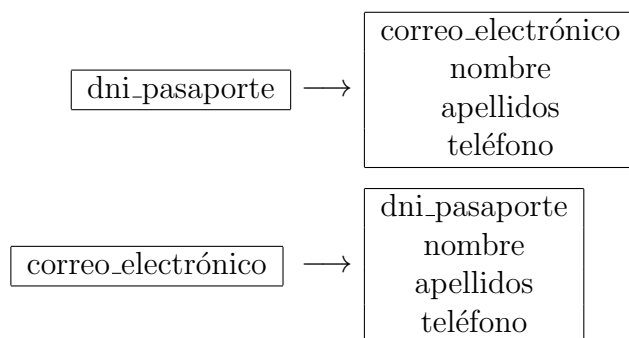 dni_pasaporte → correo_electrónico
nombre
apellidos
teléfono
correo_electrónico → dni_pasaporte
nombre
apellidos
teléfono